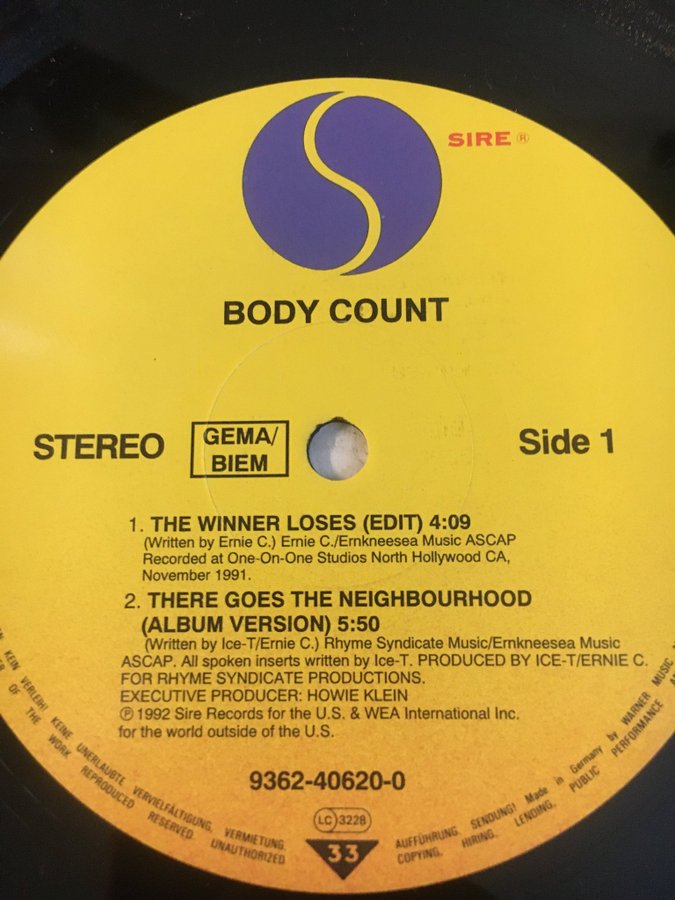 SIRE ®
BODY COUNT
STEREO
GEMA/
BIEM
Side 1
1. THE WINNER LOSES (EDIT) 4:09
(Written by Ernie C.) Ernie C./Ernkneesea Music ASCAP
Recorded at One-On-One Studios North Hollywood CA,
November 1991.
2. THERE GOES THE NEIGHBOURHOOD
(ALBUM VERSION) 5:50
(Written by Ice-T/Ernie C.) Rhyme Syndicate Music/Ernkneesea Music
ASCAP. All spoken inserts written by Ice-T. PRODUCED BY ICE-T/ERNIE C.
FOR RHYME SYNDICATE PRODUCTIONS.
EXECUTIVE PRODUCER: HOWIE KLEIN
℗ 1992 Sire Records for the U.S. & WEA International Inc.
for the world outside of the U.S.
9362-40620-0
LC 3228
33
KEIN VERLEIH! KEINE UNERLAUBTE VERVIELFÄLTIGUNG, VERMIETUNG,
AUFFÜHRUNG, SENDUNG! Made in Germany by WARNER MUSIC
OF THE WORK REPRODUCED RESERVED. UNAUTHORIZED
COPYING, HIRING, LENDING, PUBLIC PERFORMANCE